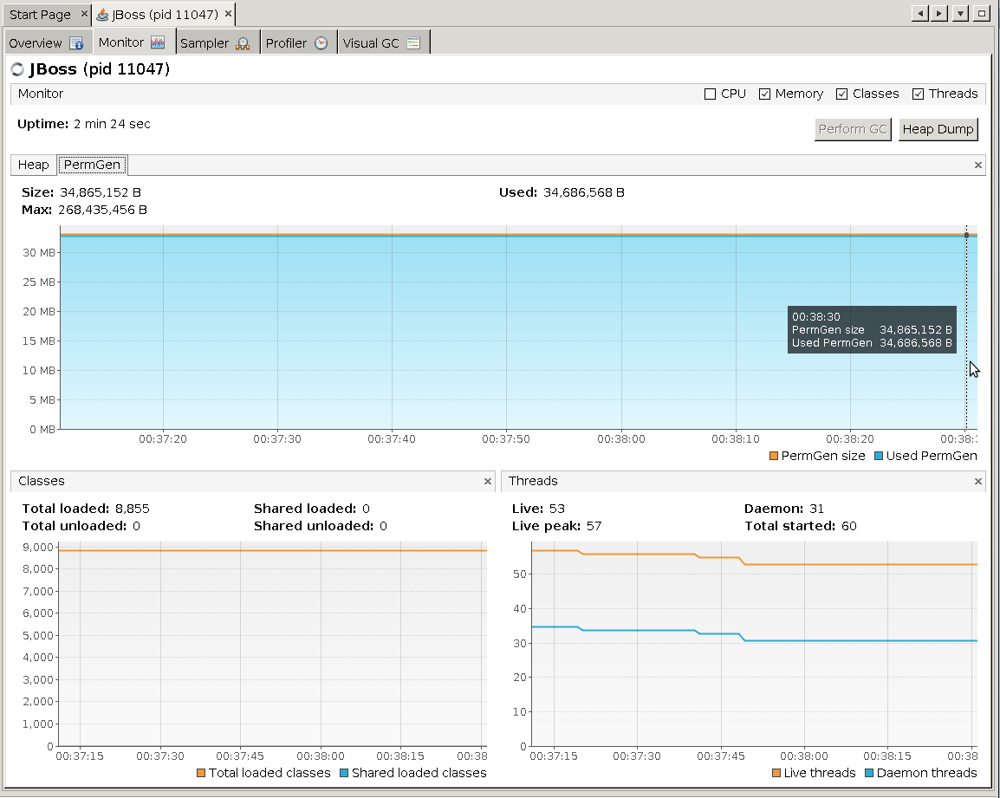 Start Page × JBoss (pid 11047) ×
Overview Monitor Sampler Profiler Visual GC
JBoss (pid 11047)
Monitor CPU Memory Classes Threads
Uptime: 2 min 24 sec
Perform GC Heap Dump
Heap PermGen ×
Size: 34,865,152 B Used: 34,686,568 B
Max: 268,435,456 B
30 MB
25 MB
20 MB
15 MB
10 MB
5 MB
0 MB
00:38:30
PermGen size 34,865,152 B
Used PermGen 34,686,568 B
00:37:20 00:37:30 00:37:40 00:37:50 00:38:00 00:38:10 00:38:20 00:38:
PermGen size Used PermGen
Classes ×
Total loaded: 8,855 Shared loaded: 0
Total unloaded: 0 Shared unloaded: 0
9,000
8,000
7,000
6,000
5,000
4,000
3,000
2,000
1,000
0
00:37:15 00:37:30 00:37:45 00:38:00 00:38:15 00:38
Total loaded classes Shared loaded classes
Threads ×
Live: 53 Daemon: 31
Live peak: 57 Total started: 60
50
40
30
20
10
0
00:37:15 00:37:30 00:37:45 00:38:00 00:38:15 00:38
Live threads Daemon threads